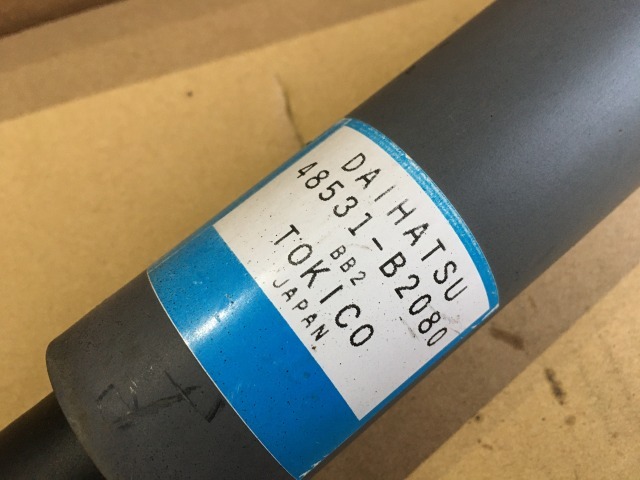 DAIHATSU
48531-B2080
BB2
TOKICO
JAPAN